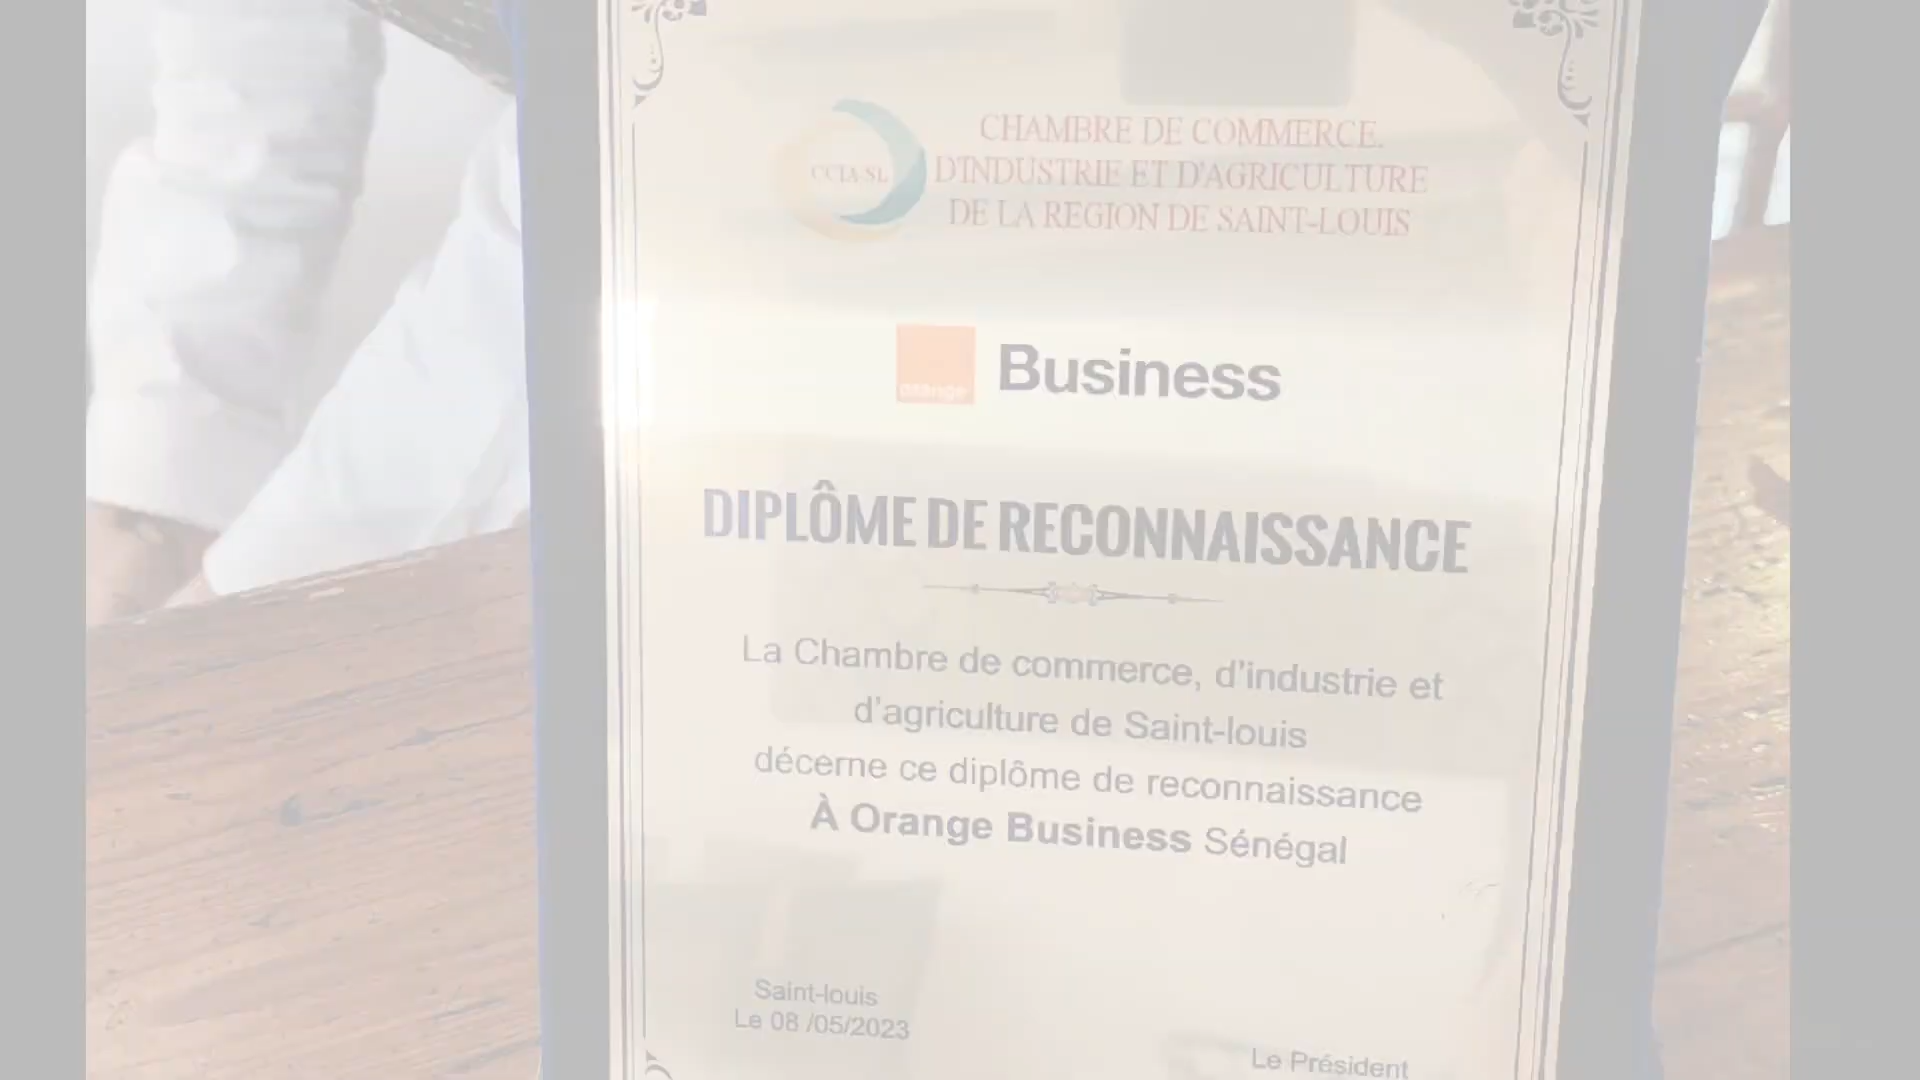 CCIA SL
CHAMBRE DE COMMERCE,
D'INDUSTRIE ET D'AGRICULTURE
DE LA REGION DE SAINT-LOUIS
orange
Business
DIPLÔME DE RECONNAISSANCE
La Chambre de commerce, d'industrie et
d'agriculture de Saint-louis
décerne ce diplôme de reconnaissance
À Orange Business Sénégal
Saint-louis
Le 08 /05/2023
Le Président